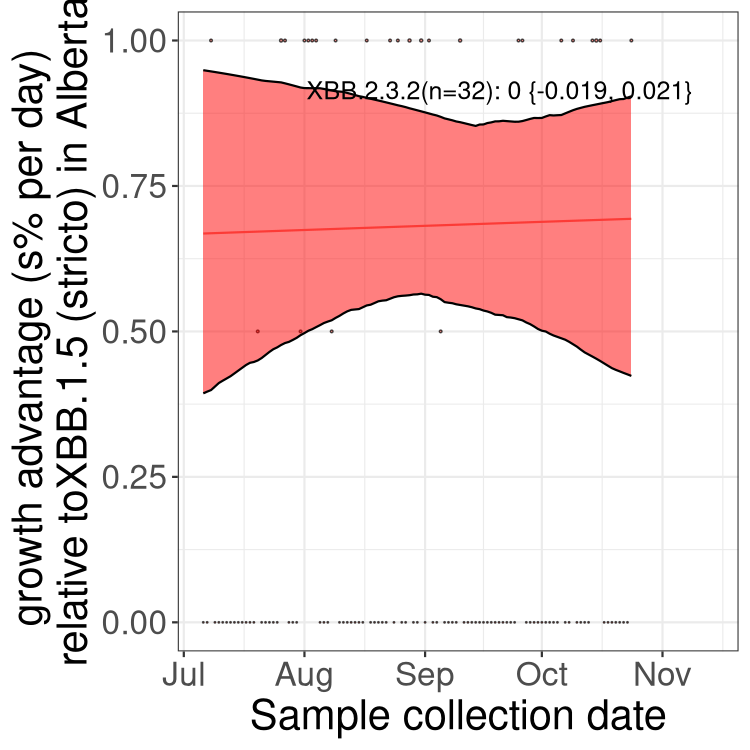 growth advantage (s% per day)
relative toXBB.1.5 (stricto) in Alberta
1.00
0.75
0.50
0.25
0.00
XBB.2.3.2(n=32): 0 {-0.019, 0.021}
Jul Aug Sep Oct Nov
Sample collection date